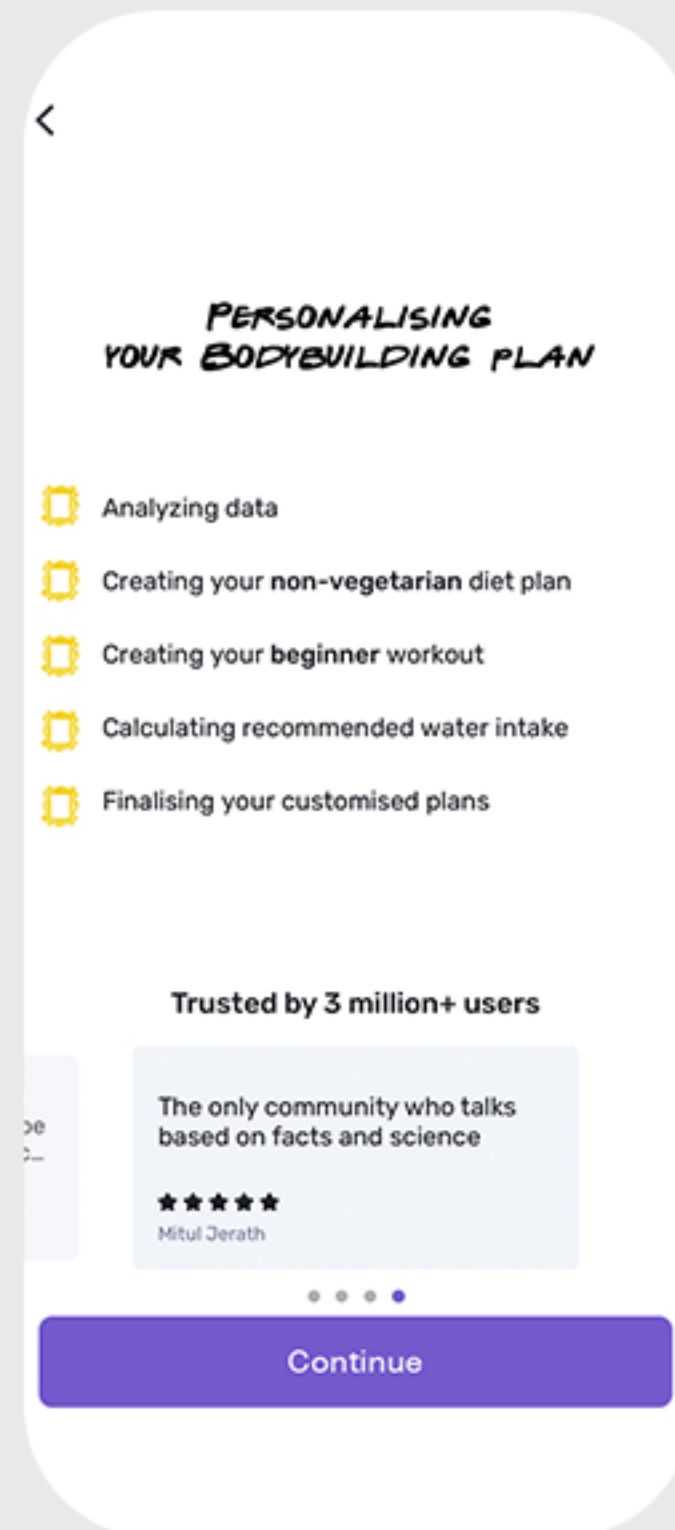 Personalising
your Bodybuilding plan
Analyzing data
Creating your non-vegetarian diet plan
Creating your beginner workout
Calculating recommended water intake
Finalising your customised plans
Trusted by 3 million+ users
The only community who talks
based on facts and science
Mitul Jerath
Continue